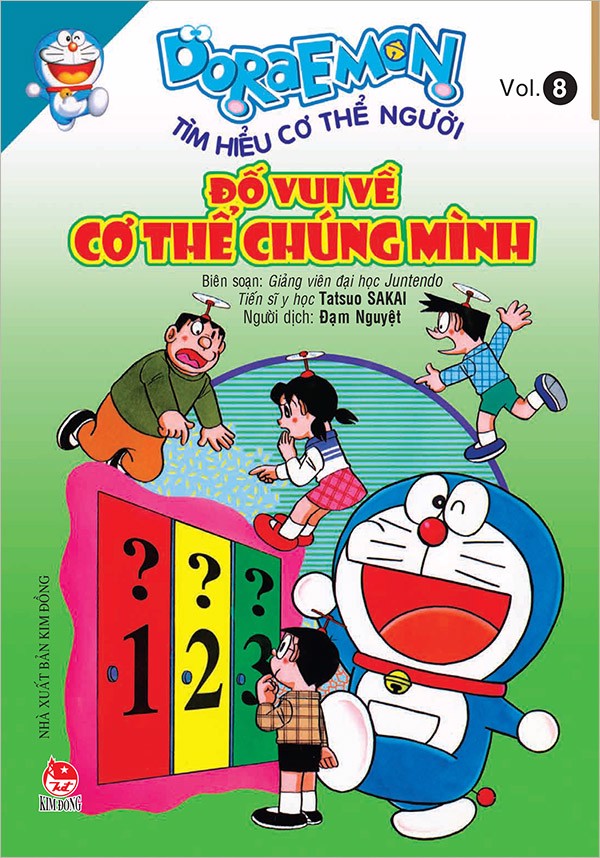 DORAEMON
TÌM HIỂU CƠ THỂ NGƯỜI
Vol. 8
ĐỐ VUI VỀ
CƠ THỂ CHÚNG MÌNH
Biên soạn: Giảng viên đại học Juntendo
Tiến sĩ y học Tatsuo SAKAI
Người dịch: Đạm Nguyệt
? ? ?
1 2 3
NHÀ XUẤT BẢN KIM ĐỒNG
KIM ĐỒNG